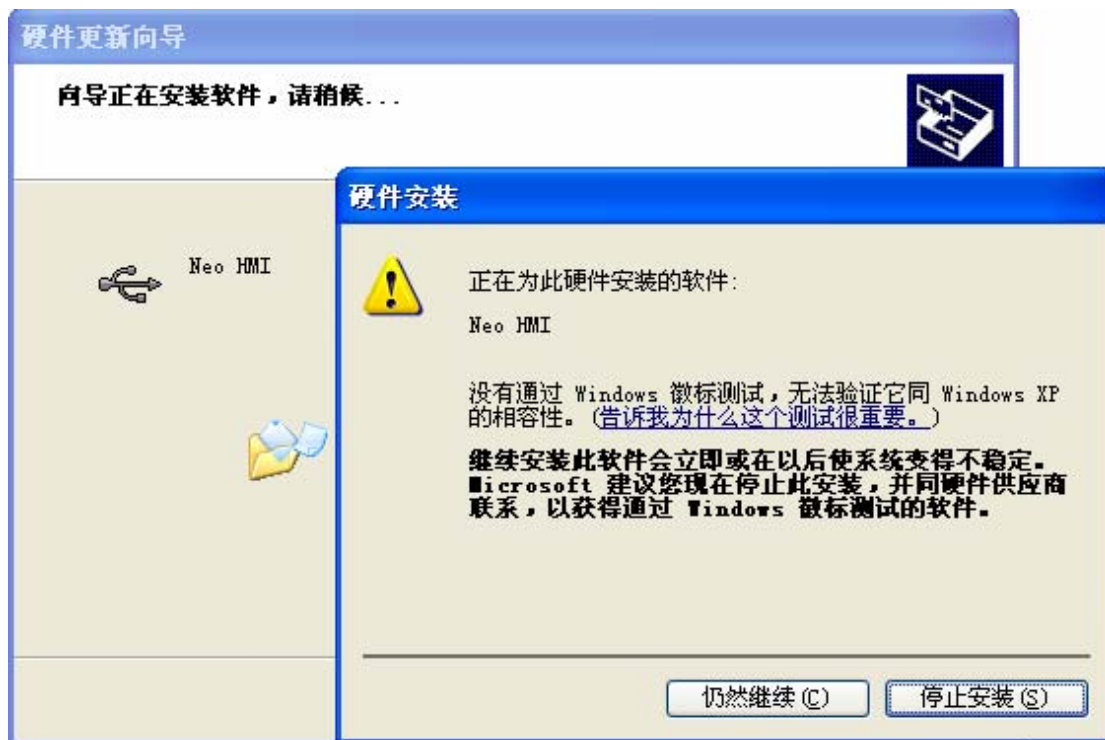 硬件更新向导
向导正在安装软件，请稍候...
硬件安装
Neo HMI
正在为此硬件安装的软件:
Neo HMI
没有通过 Windows 徽标测试，无法验证它同 Windows XP
的相容性。(告诉我为什么这个测试很重要。)
继续安装此软件会立即或在以后使系统变得不稳定。
Microsoft 建议您现在停止此安装，并同硬件供应商
联系，以获得通过 Windows 徽标测试的软件。
仍然继续(C)
停止安装(S)